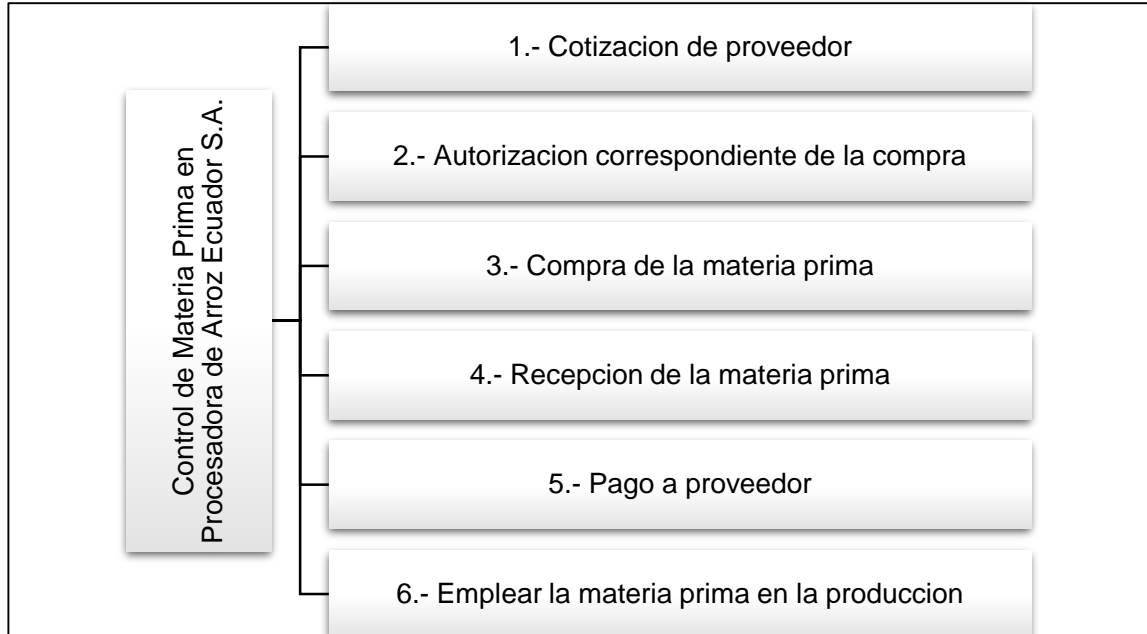 Control de Materia Prima en
Procesadora de Arroz Ecuador S.A.
1.- Cotizacion de proveedor
2.- Autorizacion correspondiente de la compra
3.- Compra de la materia prima
4.- Recepcion de la materia prima
5.- Pago a proveedor
6.- Emplear la materia prima en la produccion